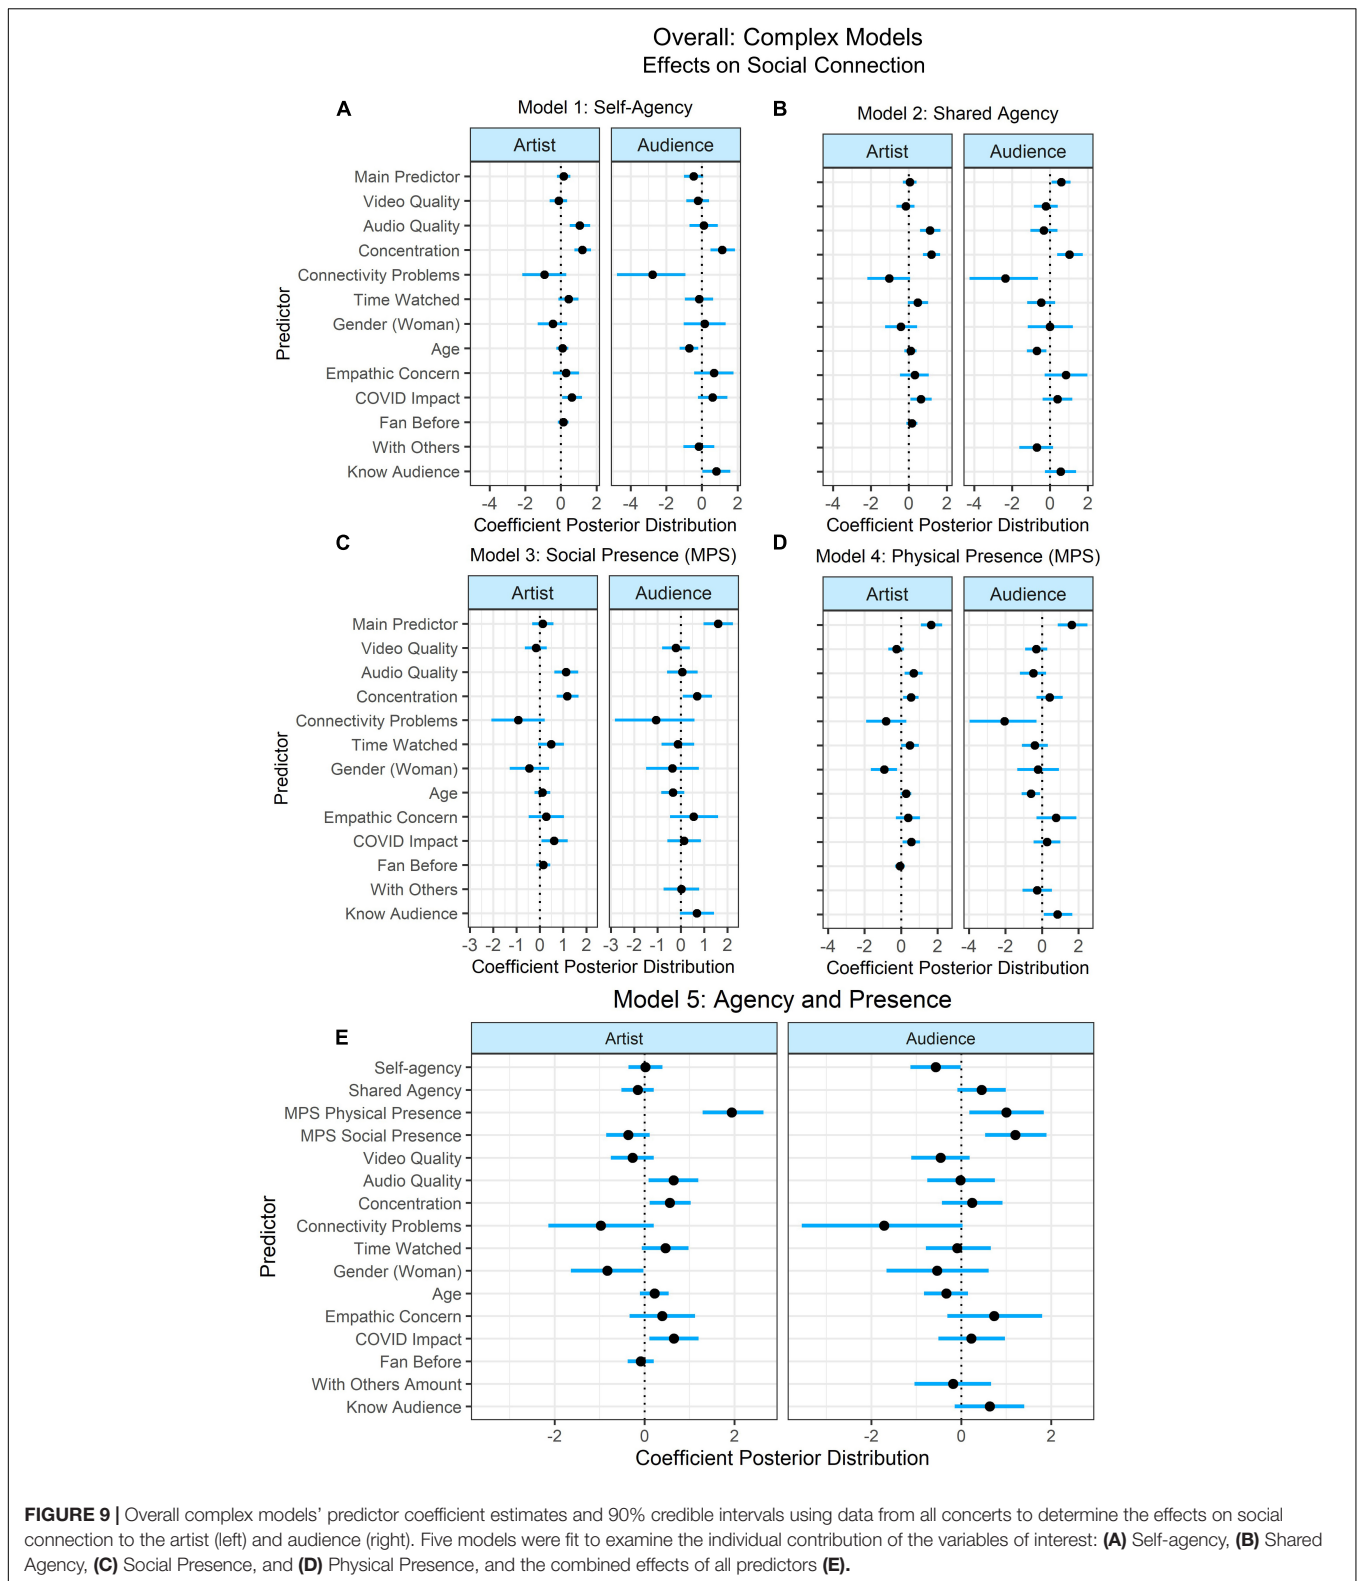 Overall: Complex Models
Effects on Social Connection
A
Model 1: Self-Agency
Artist
Audience
Predictor
Main Predictor
Video Quality
Audio Quality
Concentration
Connectivity Problems
Time Watched
Gender (Woman)
Age
Empathic Concern
COVID Impact
Fan Before
With Others
Know Audience
-4 -2 0 2
-4 -2 0 2
Coefficient Posterior Distribution
B
Model 2: Shared Agency
Artist
Audience
-4 -2 0 2
-4 -2 0 2
Coefficient Posterior Distribution
C
Model 3: Social Presence (MPS)
Artist
Audience
Predictor
Main Predictor
Video Quality
Audio Quality
Concentration
Connectivity Problems
Time Watched
Gender (Woman)
Age
Empathic Concern
COVID Impact
Fan Before
With Others
Know Audience
-3 -2 -1 0 1 2
-3 -2 -1 0 1 2
Coefficient Posterior Distribution
D
Model 4: Physical Presence (MPS)
Artist
Audience
-4 -2 0 2
-4 -2 0 2
Coefficient Posterior Distribution
Model 5: Agency and Presence
E
Artist
Audience
Predictor
Self-agency
Shared Agency
MPS Physical Presence
MPS Social Presence
Video Quality
Audio Quality
Concentration
Connectivity Problems
Time Watched
Gender (Woman)
Age
Empathic Concern
COVID Impact
Fan Before
With Others Amount
Know Audience
-2 0 2
-2 0 2
Coefficient Posterior Distribution
FIGURE 9 | Overall complex models' predictor coefficient estimates and 90% credible intervals using data from all concerts to determine the effects on social
connection to the artist (left) and audience (right). Five models were fit to examine the individual contribution of the variables of interest: (A) Self-agency, (B) Shared
Agency, (C) Social Presence, and (D) Physical Presence, and the combined effects of all predictors (E).